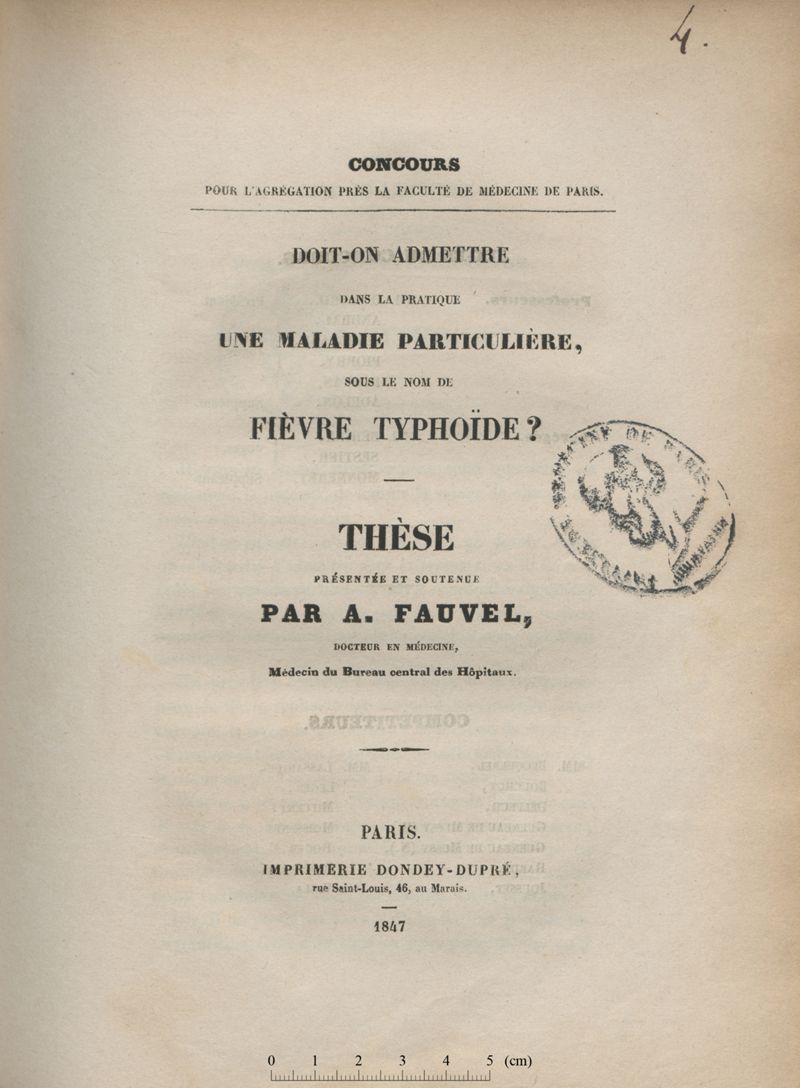 4.
CONCOURS
POUR L'AGRÉGATION PRÈS LA FACULTÉ DE MÉDECINE DE PARIS.
DOIT-ON ADMETTRE
DANS LA PRATIQUE
UNE MALADIE PARTICULIÈRE,
SOUS LE NOM DE
FIÈVRE TYPHOÏDE?
DE PARIS
THÈSE
PRÉSENTÉE ET SOUTENUE
PAR A. FAUVEL,
DOCTEUR EN MÉDECINE,
Médecin du Bureau central des Hôpitaux.
COMPÉTITEURS.
PARIS.
IMPRIMERIE DONDEY-DUPRÉ,
rue Saint-Louis, 46, au Marais.
1847
0 1 2 3 4 5 (cm)